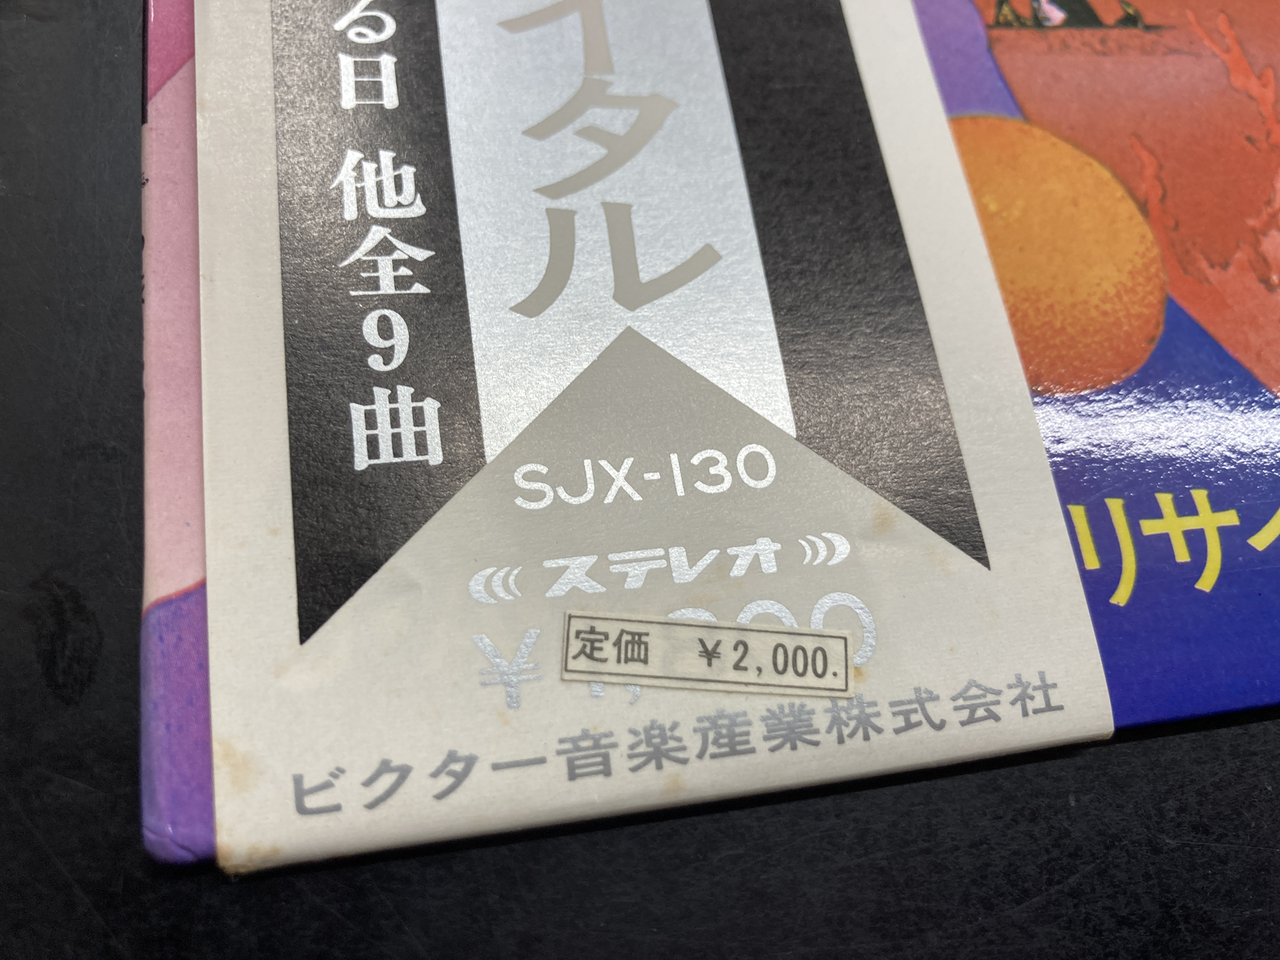 る日 他全9曲
イタル
SJX-130
ステレオ
定価 ¥2,000.
ビクター音楽産業株式会社
リサイ